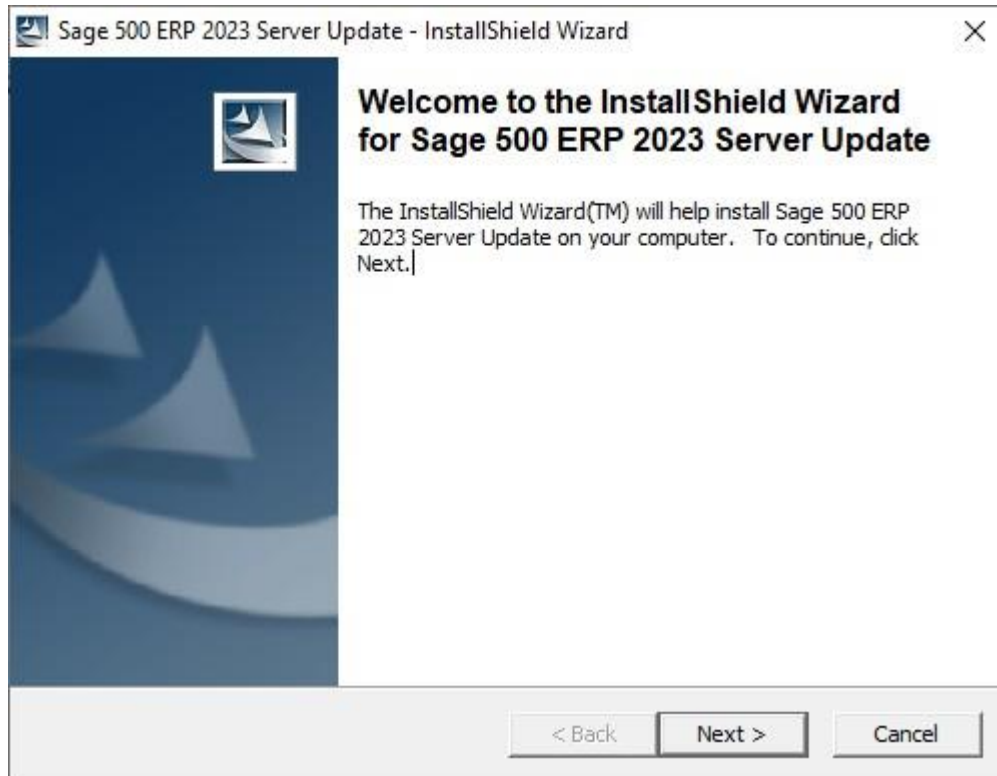 Sage 500 ERP 2023 Server Update - InstallShield Wizard
Welcome to the InstallShield Wizard
for Sage 500 ERP 2023 Server Update
The InstallShield Wizard(TM) will help install Sage 500 ERP
2023 Server Update on your computer. To continue, click
Next.
< Back Next > Cancel